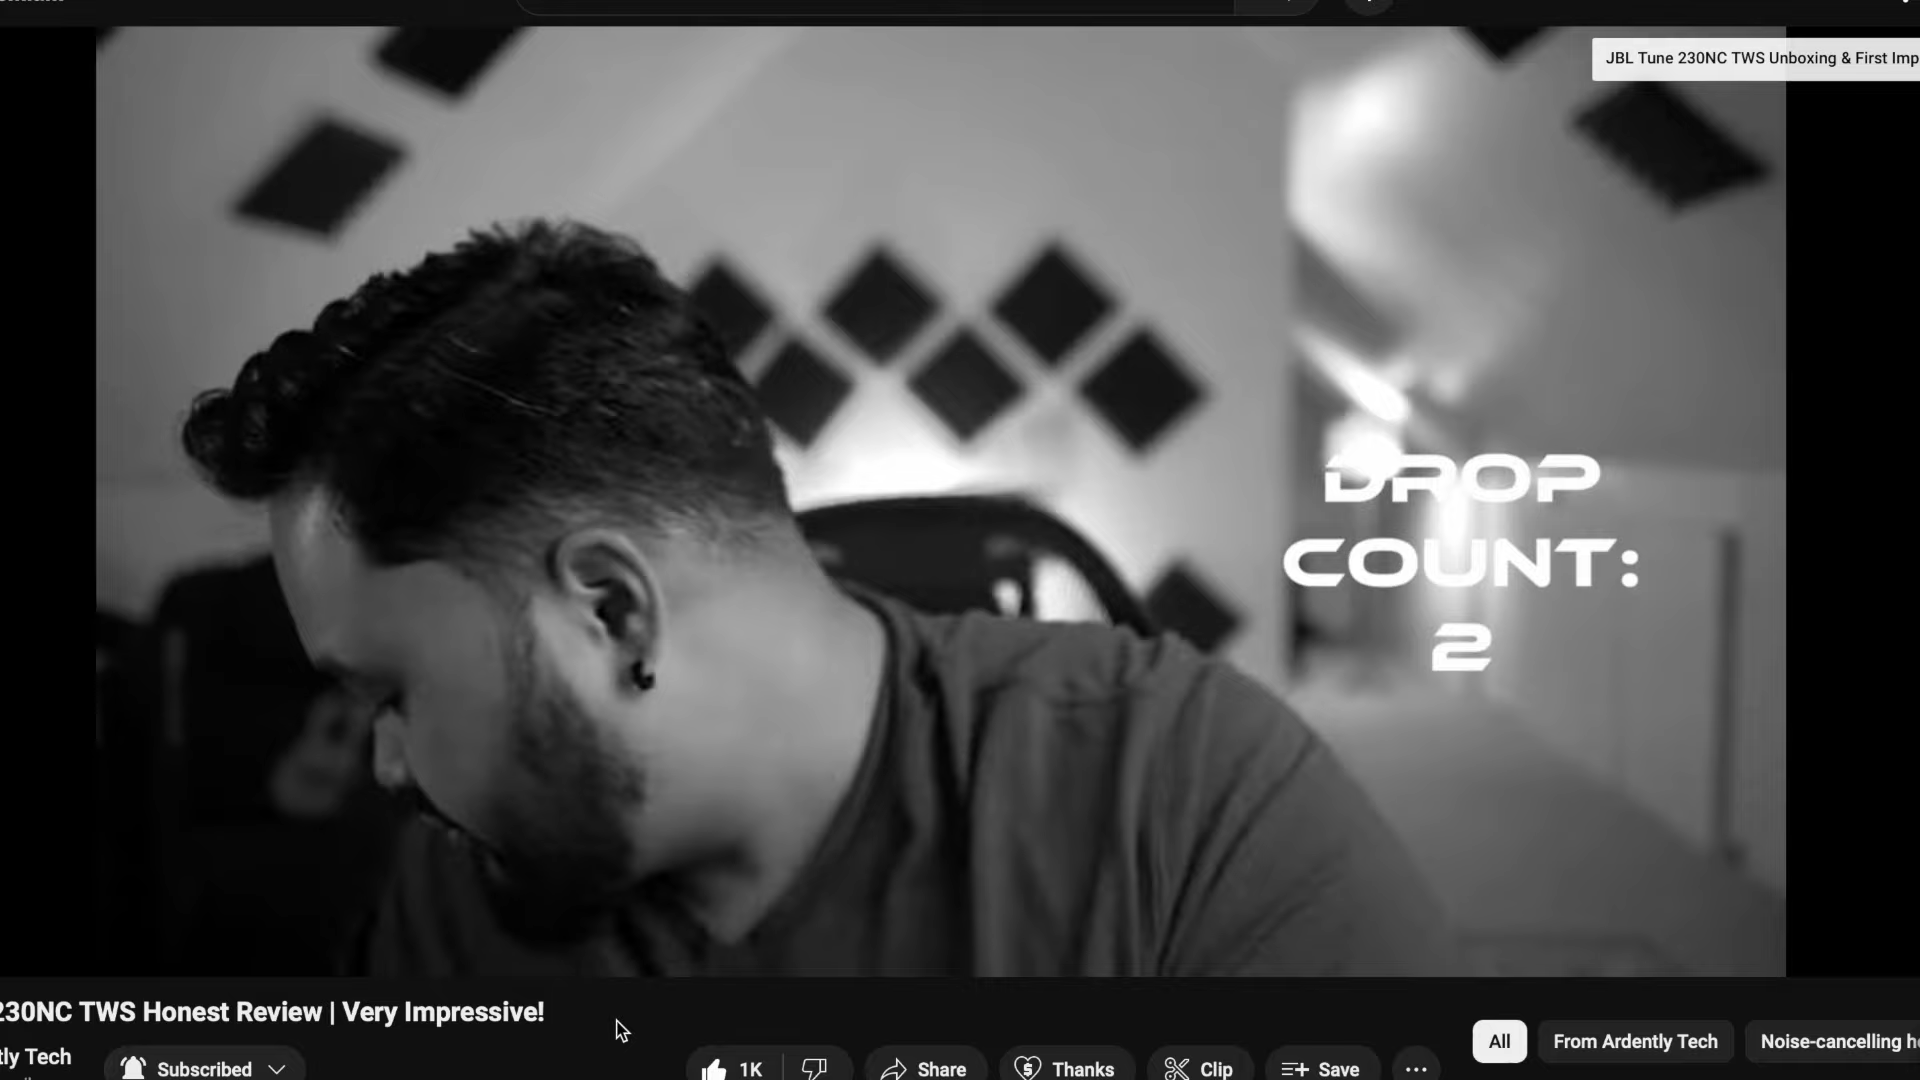 JBL Tune 230NC TWS Unboxing & First Imp
DROP
COUNT:
2
230NC TWS Honest Review | Very Impressive!
tly Tech
Subscribed
1K
Share
Thanks
Clip
Save
All
From Ardently Tech
Noise-cancelling h